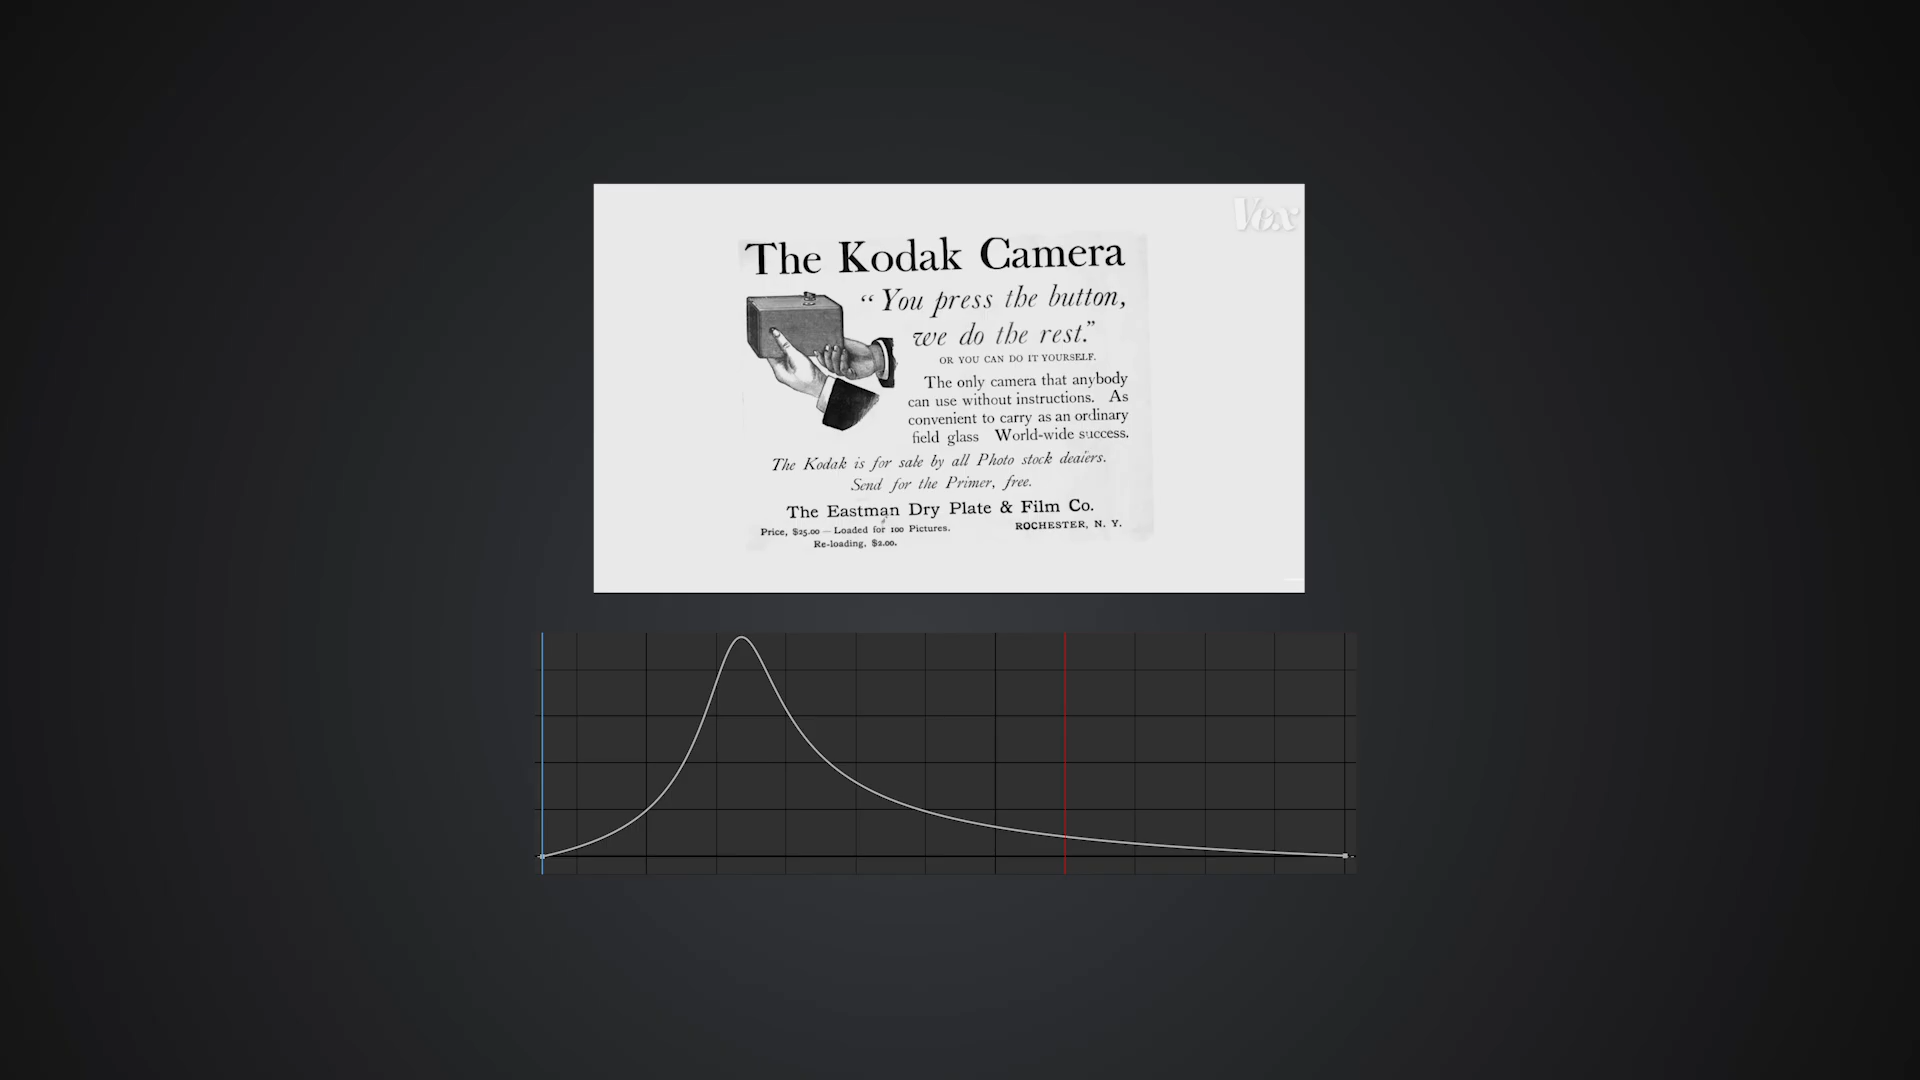 Vox
The Kodak Camera
“You press the button,
we do the rest.”
OR YOU CAN DO IT YOURSELF.
The only camera that anybody
can use without instructions. As
convenient to carry as an ordinary
field glass World-wide success.
The Kodak is for sale by all Photo stock dealers.
Send for the Primer, free.
The Eastman Dry Plate & Film Co.
Price, $25.00 — Loaded for 100 Pictures. ROCHESTER, N. Y.
Re-loading, $2.00.